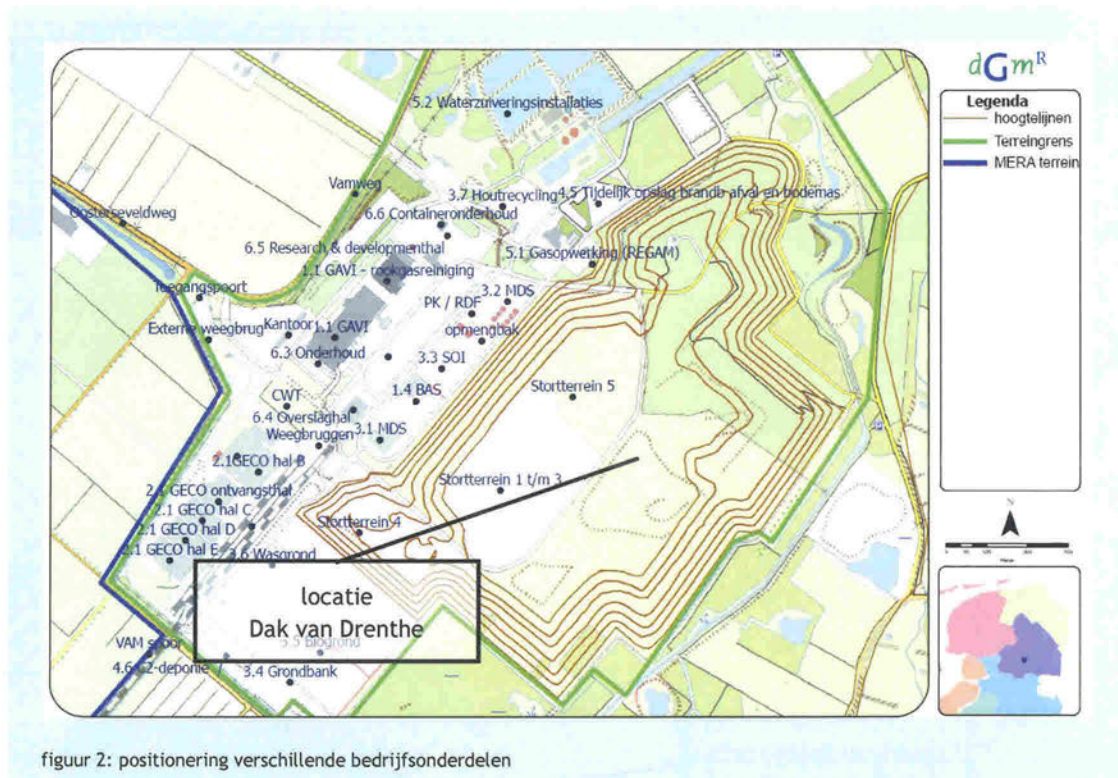 dGmR
Legenda
hoogtelijnen
Terreingrens
MERA terrein
5.2 Waterzuiveringsinstallaties
Vamweg
3.7 Houtrecycling
4.5 Tijdelijk opslag brandb afval en bodemas
Oosterseveldweg
6.6 Containeronderhoud
6.5 Research & developmenthal
5.1 Gasopwerking (REGAM)
1.1 GAVI - rookgasreiniging
Toegangspoort
3.2 MDS
PK / RDF
Externe weegbrug
Kantoor
1.1 GAVI
opmengbak
6.3 Onderhoud
3.3 SOI
Stortterrein 5
CWT
1.4 BAS
6.4 Overslaghal
Weegbruggen
3.1 MDS
2.1GECO hal B
Stortterrein 1 t/m 3
2.1 GECO ontvangsthal
2.1 GECO hal C
Stortterrein 4
2.1 GECO hal D
2.1 GECO hal E
3.6 Wasgrond
locatie
Dak van Drenthe
VAM spoor
3.5 Biogrond
4.6 C2-deponie
3.4 Grondbank
N
figuur 2: positionering verschillende bedrijfsonderdelen